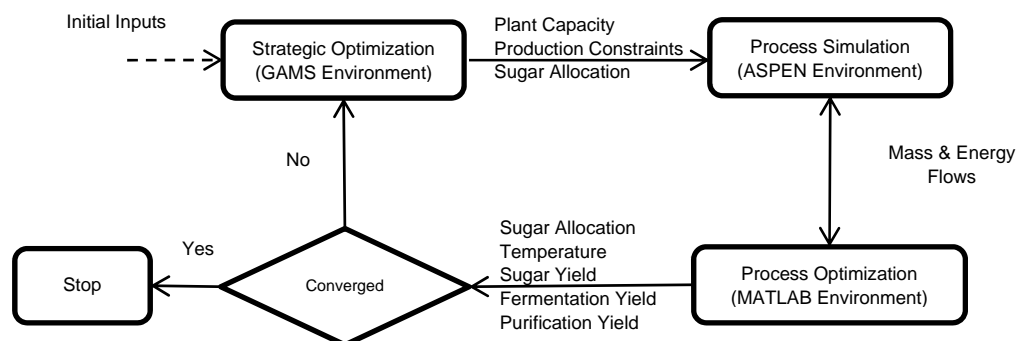 Initial Inputs
Strategic Optimization
(GAMS Environment)
Plant Capacity
Production Constraints
Sugar Allocation
Process Simulation
(ASPEN Environment)
No
Mass & Energy
Flows
Yes
Stop
Converged
Sugar Allocation
Temperature
Sugar Yield
Fermentation Yield
Purification Yield
Process Optimization
(MATLAB Environment)